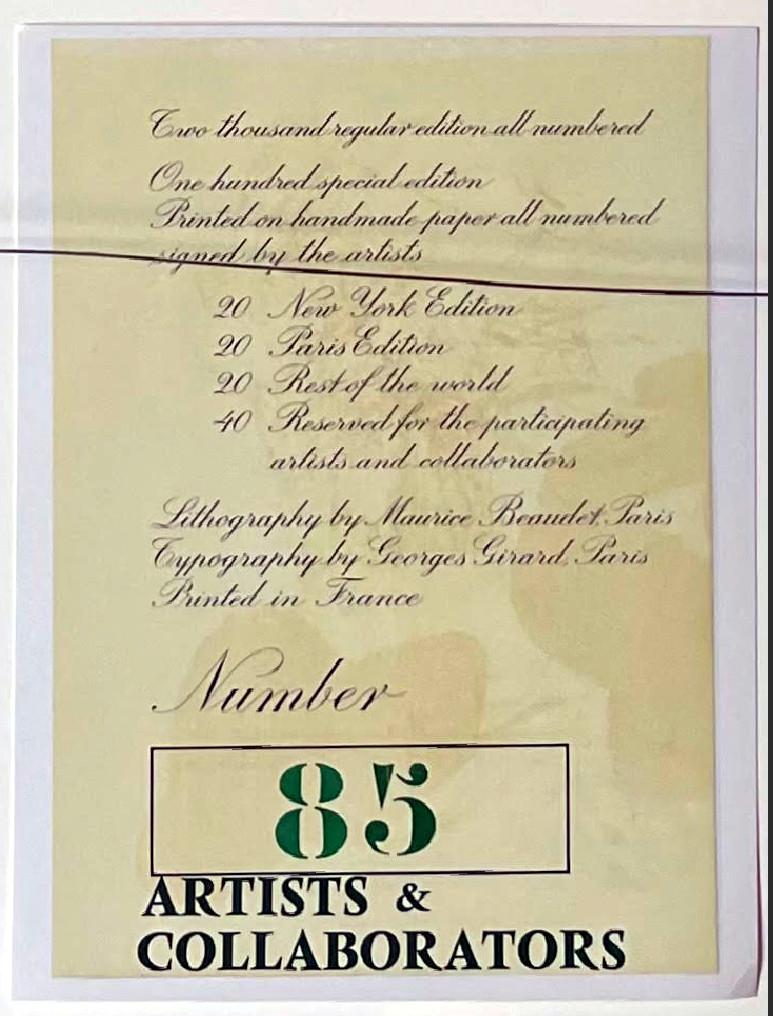 Two thousand regular edition all numbered
One hundred special edition
Printed on handmade paper all numbered
signed by the artists
20 New York Edition
20 Paris Edition
20 Rest of the world
40 Reserved for the participating
artists and collaborators
Lithography by Maurice Beaudet, Paris
Typography by Georges Girard, Paris
Printed in France
Number
85
ARTISTS &
COLLABORATORS